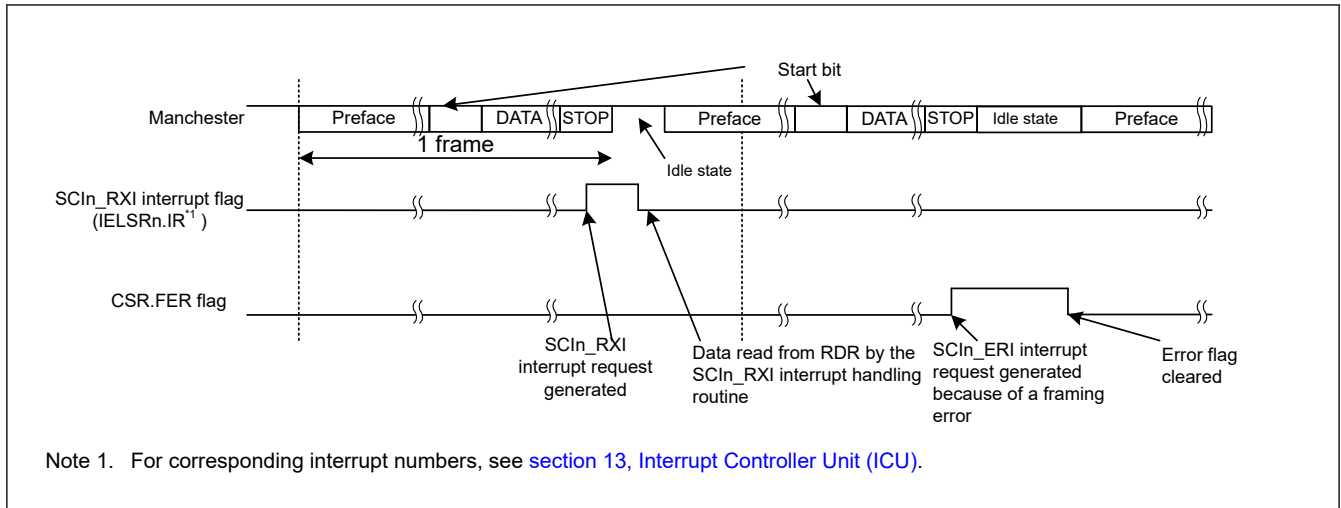 Start bit
Manchester
Preface
DATA
STOP
Preface
DATA
STOP
Idle state
Preface
1 frame
Idle state
SCIn_RXI interrupt flag
(IELSRn.IR*1 )
CSR.FER flag
SCIn_RXI
interrupt request
generated
Data read from RDR by the
SCIn_RXI interrupt handling
routine
SCIn_ERI interrupt
request generated
because of a framing
error
Error flag
cleared
Note 1. For corresponding interrupt numbers, see section 13, Interrupt Controller Unit (ICU).